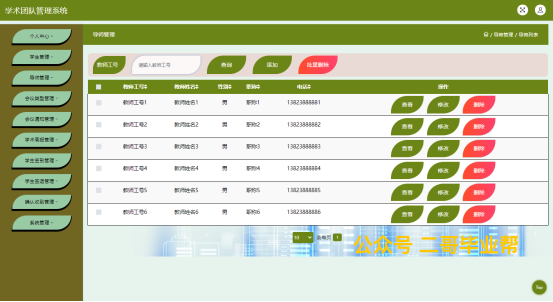 学术团队管理系统
个人中心
学生管理
导师管理
会议类型管理
会议通知管理
学术周报管理
学生签到管理
学生签退管理
确认收到管理
系统管理
导师管理
/ 导师管理 / 导师列表
教师工号 请输入教师工号 查询 添加 批量删除
教师工号 教师姓名 性别 职称 电话 操作
教师工号1 教师姓名1 男 职称1 13823888881 查看 修改 删除
教师工号2 教师姓名2 男 职称2 13823888882 查看 修改 删除
教师工号3 教师姓名3 男 职称3 13823888883 查看 修改 删除
教师工号4 教师姓名4 男 职称4 13823888884 查看 修改 删除
教师工号5 教师姓名5 男 职称5 13823888885 查看 修改 删除
教师工号6 教师姓名6 男 职称6 13823888886 查看 修改 删除
10 条每页 1
公众号 二哥毕业帮
Top